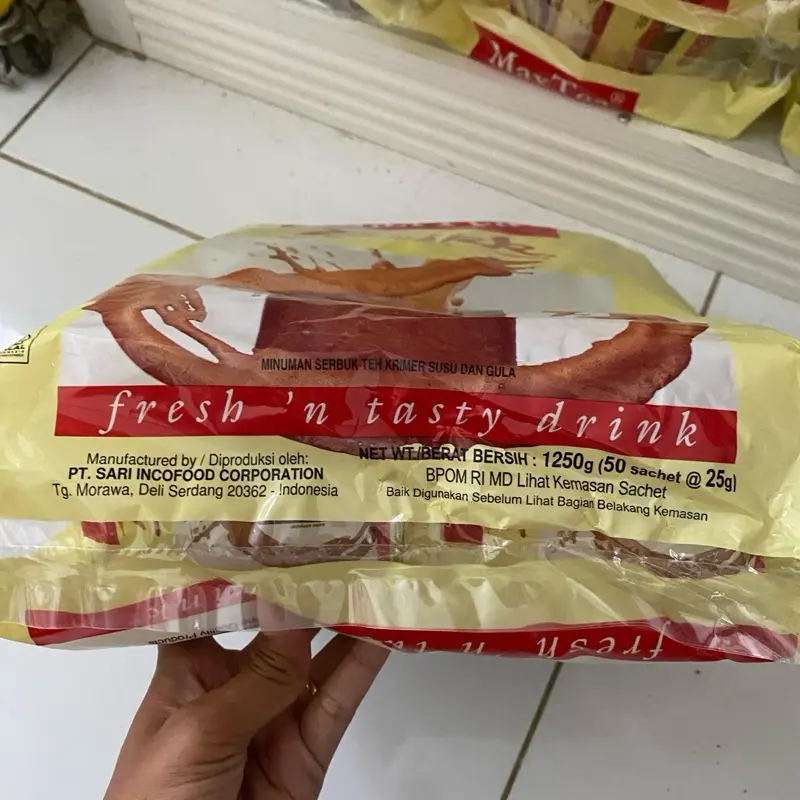 MaxTea®
MINUMAN SERBUK TEH KRIMER SUSU DAN GULA
fresh 'n tasty drink
Manufactured by / Diproduksi oleh:
PT. SARI INCOFOOD CORPORATION
Tg. Morawa, Deli Serdang 20362 - Indonesia
NET WT./BERAT BERSIH : 1250g (50 sachet @ 25g)
BPOM RI MD Lihat Kemasan Sachet
Baik Digunakan Sebelum Lihat Bagian Belakang Kemasan
Products
fresh 'n